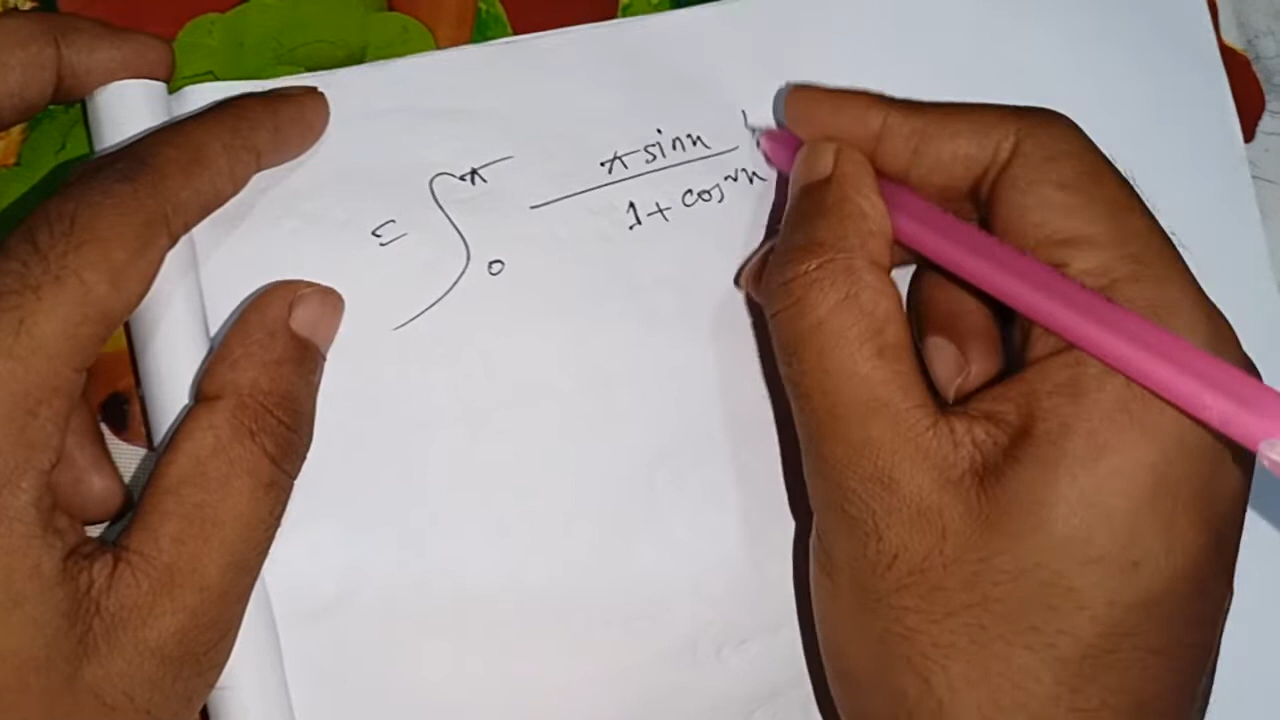 = ∫₀^π π sinx / 1 + cos²x